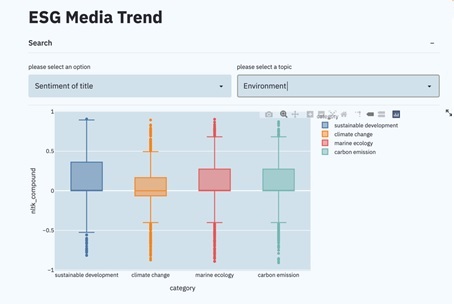 ESG Media Trend
Search
please select an option
please select a topic
Sentiment of title
Environment
category
sustainable development
climate change
marine ecology
carbon emission
1
0.5
0
−0.5
−1
nltk_compound
sustainable development
climate change
marine ecology
carbon emission
category